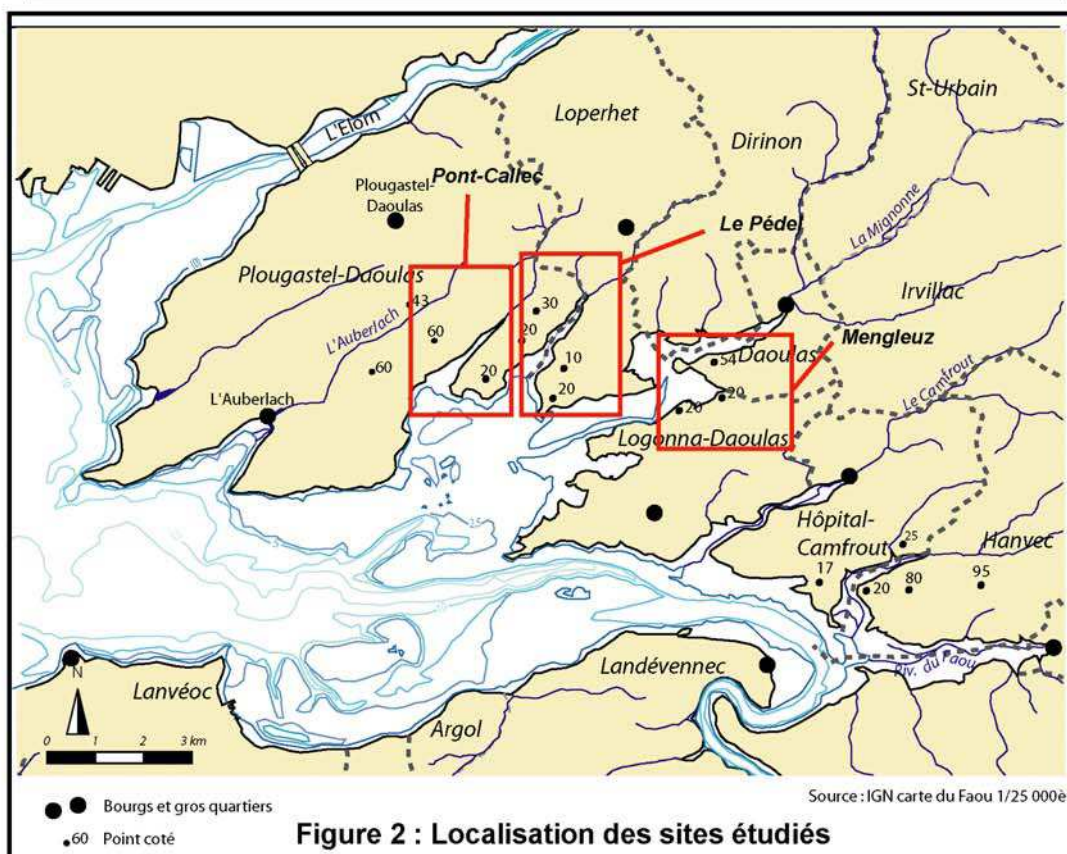 St-Urbain
L'Elorn
Loperhet
Dirinon
Pont-Callec
Plougastel-
Daoulas
La Mignonne
Le Pédel
Plougastel-Daoulas
Irvillac
43
30
L'Auberlach
Mengleuz
60
20
Daoulas
54
60
10
20
Le Camfrout
20
20
20
L'Auberlach
Logonna-Daoulas
Hôpital-
Camfrout
25
Hanvec
17
20
80
95
Landévennec
Riv. du Faou
N
Lanvéoc
Argol
0 1 2 3 km
Bourgs et gros quartiers
Source : IGN carte du Faou 1/25 000è
60 Point coté
Figure 2 : Localisation des sites étudiés